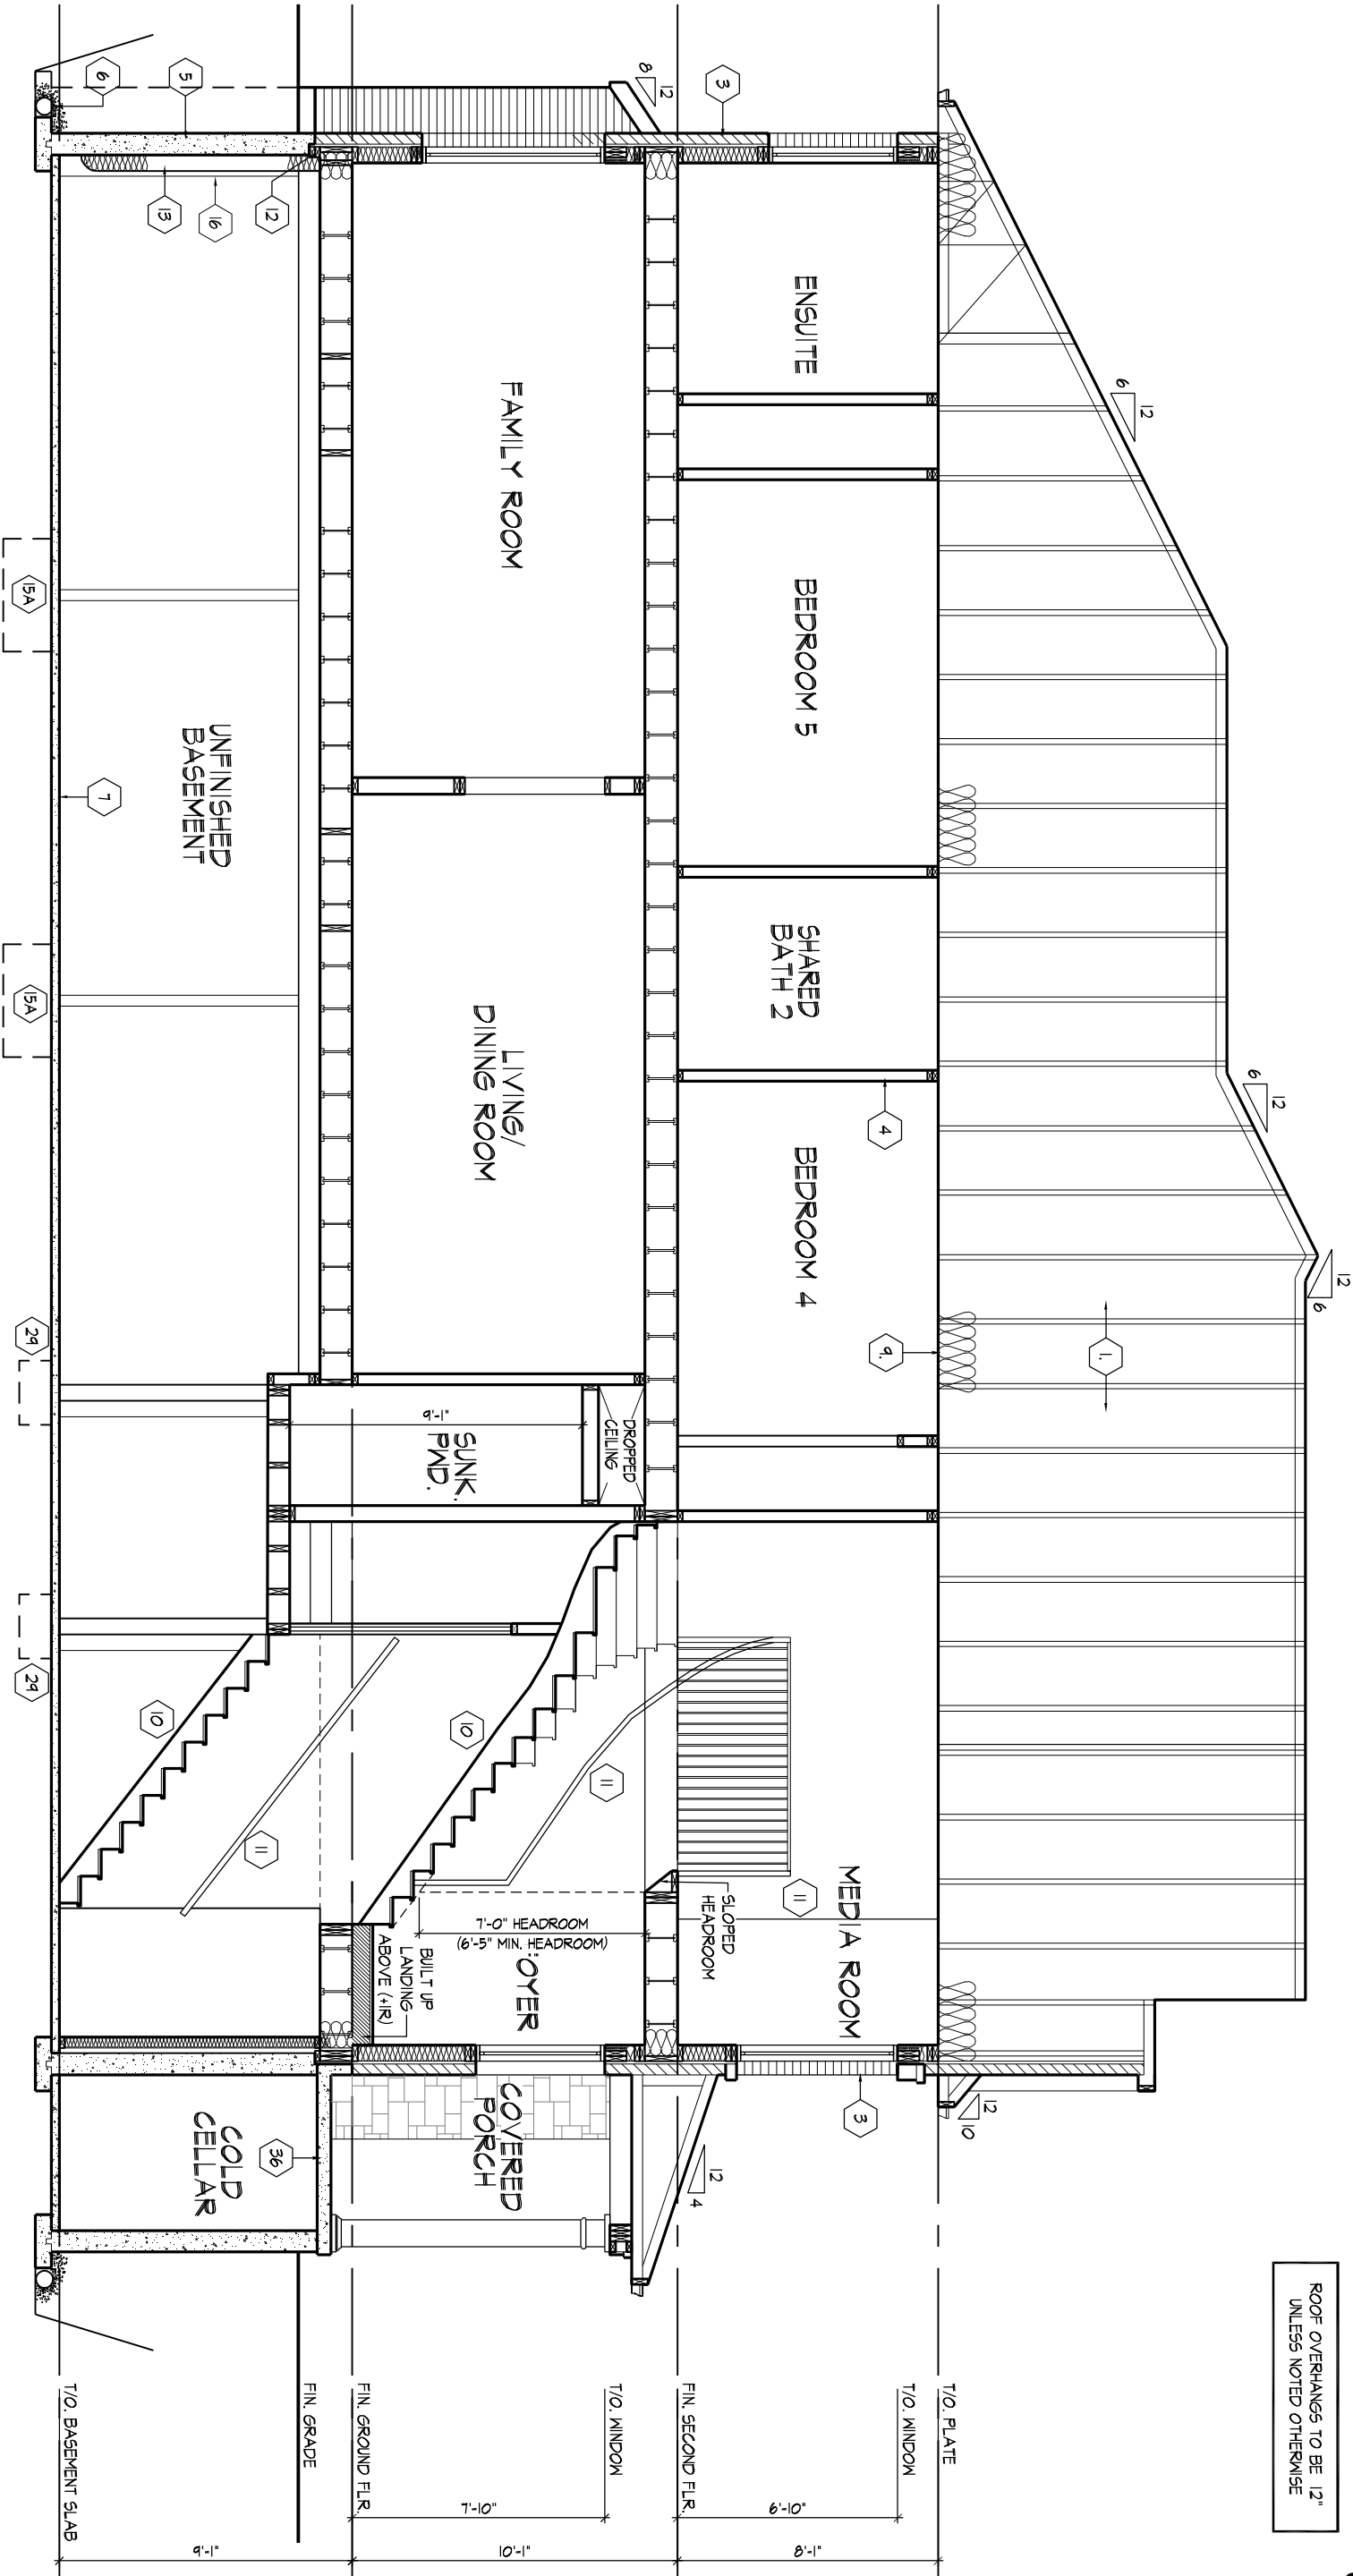 ROOF OVERHANGS TO BE 12"
UNLESS NOTED OTHERWISE
12
6
12
6
12
6
1.
9.
12
10
T/O. PLATE
T/O. WINDOW
FIN. SECOND FLR.
T/O. WINDOW
FIN. GROUND FLR.
FIN. GRADE
T/O. BASEMENT SLAB
6'-10"
8'-1"
7'-10"
10'-1"
9'-1"
3
ENSUITE
BEDROOM 5
SHARED
BATH 2
4
BEDROOM 4
MEDIA ROOM
11
SLOPED
HEADROOM
3
12
4
8
12
FAMILY ROOM
LIVING/
DINING ROOM
DROPPED
CEILING
9'-1"
SUNK.
PWD.
10
11
7'-0" HEADROOM
(6'-5" MIN. HEADROOM)
OYER
BUILT UP
LANDING
ABOVE (+1R)
COVERED
PORCH
12
16
13
5
6
UNFINISHED
BASEMENT
7
10
11
36
COLD
CELLAR
15A
15A
29
29